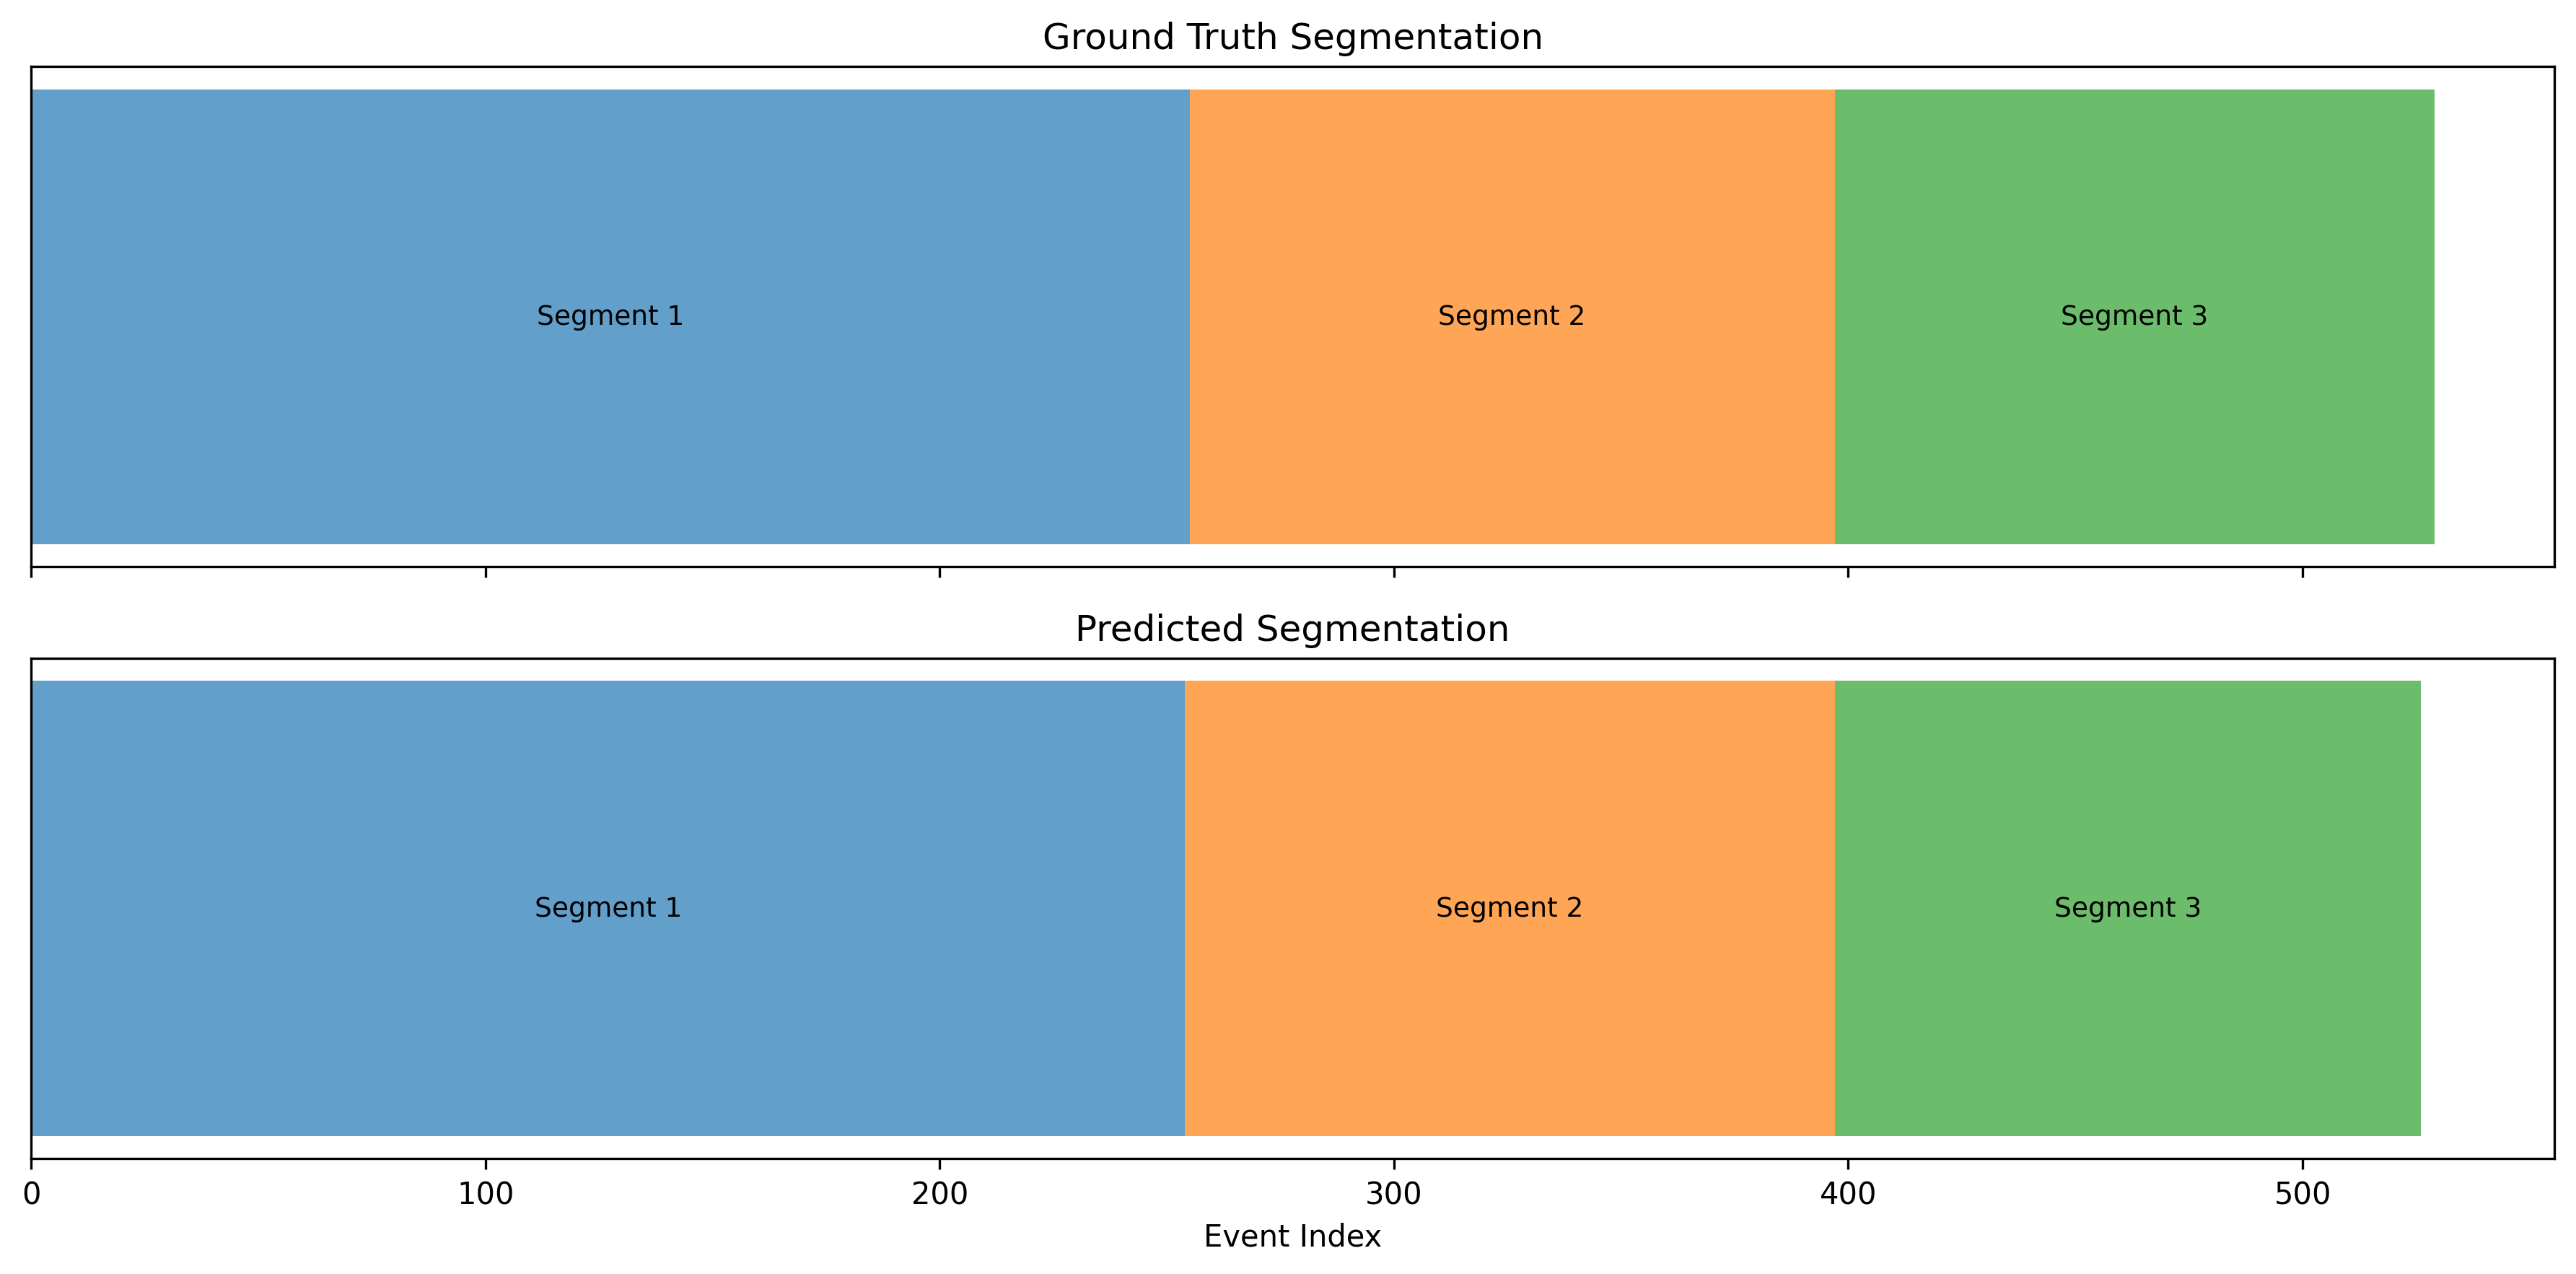 Ground Truth Segmentation
Segment 1 Segment 2 Segment 3
Predicted Segmentation
Segment 1 Segment 2 Segment 3
0 100 200 300 400 500
Event Index